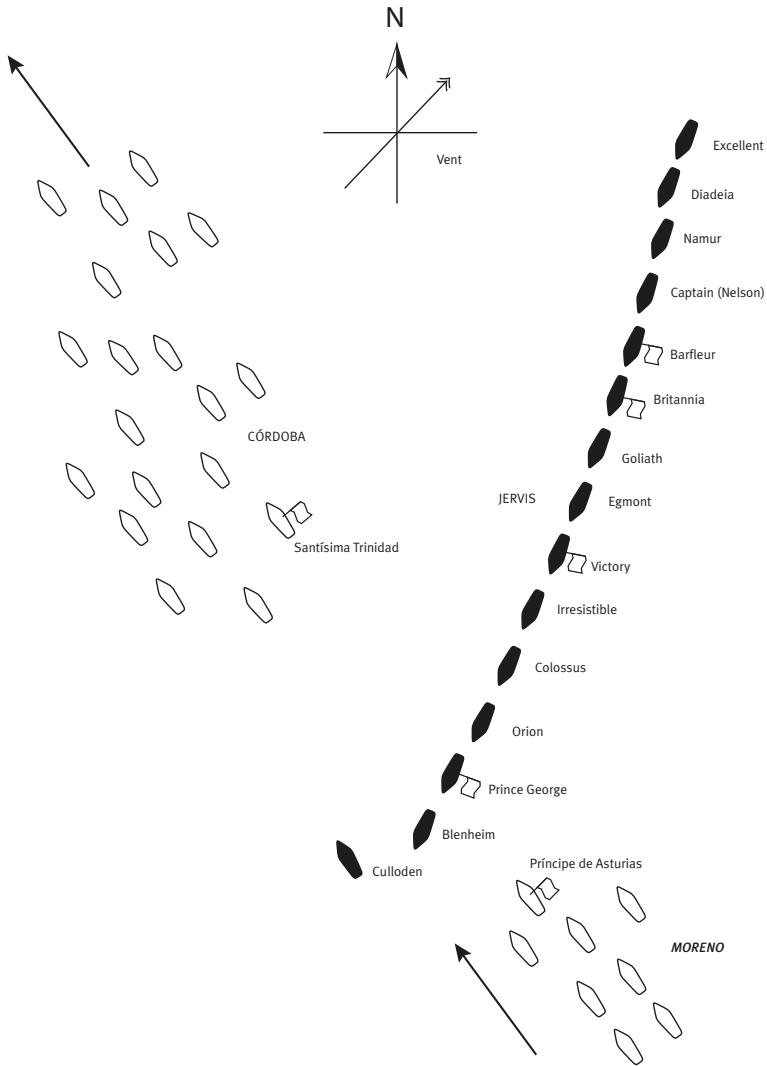 N
Vent
Excellent
Diadeia
Namur
Captain (Nelson)
Barfleur
Britannia
CÓRDOBA
Goliath
JERVIS
Egmont
Santísima Trinidad
Victory
Irresistible
Colossus
Orion
Prince George
Blenheim
Culloden
Príncipe de Asturias
MORENO